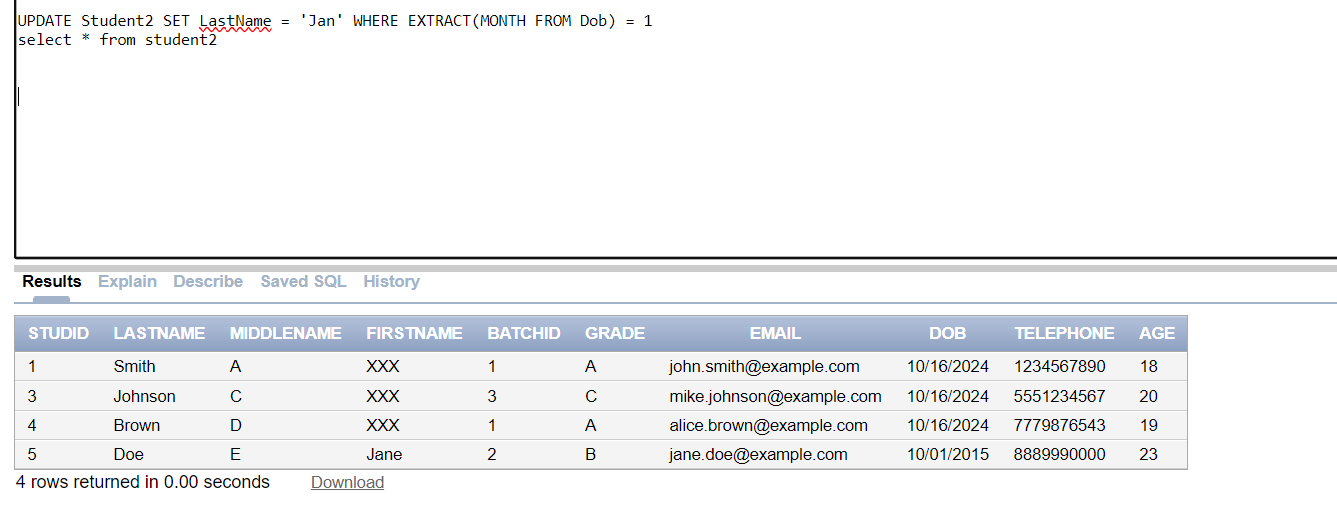 UPDATE Student2 SET LastName = 'Jan' WHERE EXTRACT(MONTH FROM Dob) = 1
select * from student2
Results Explain Describe Saved SQL History
STUDID LASTNAME MIDDLENAME FIRSTNAME BATCHID GRADE EMAIL DOB TELEPHONE AGE
1 Smith A XXX 1 A john.smith@example.com 10/16/2024 1234567890 18
3 Johnson C XXX 3 C mike.johnson@example.com 10/16/2024 5551234567 20
4 Brown D XXX 1 A alice.brown@example.com 10/16/2024 7779876543 19
5 Doe E Jane 2 B jane.doe@example.com 10/01/2015 8889990000 23
4 rows returned in 0.00 seconds Download